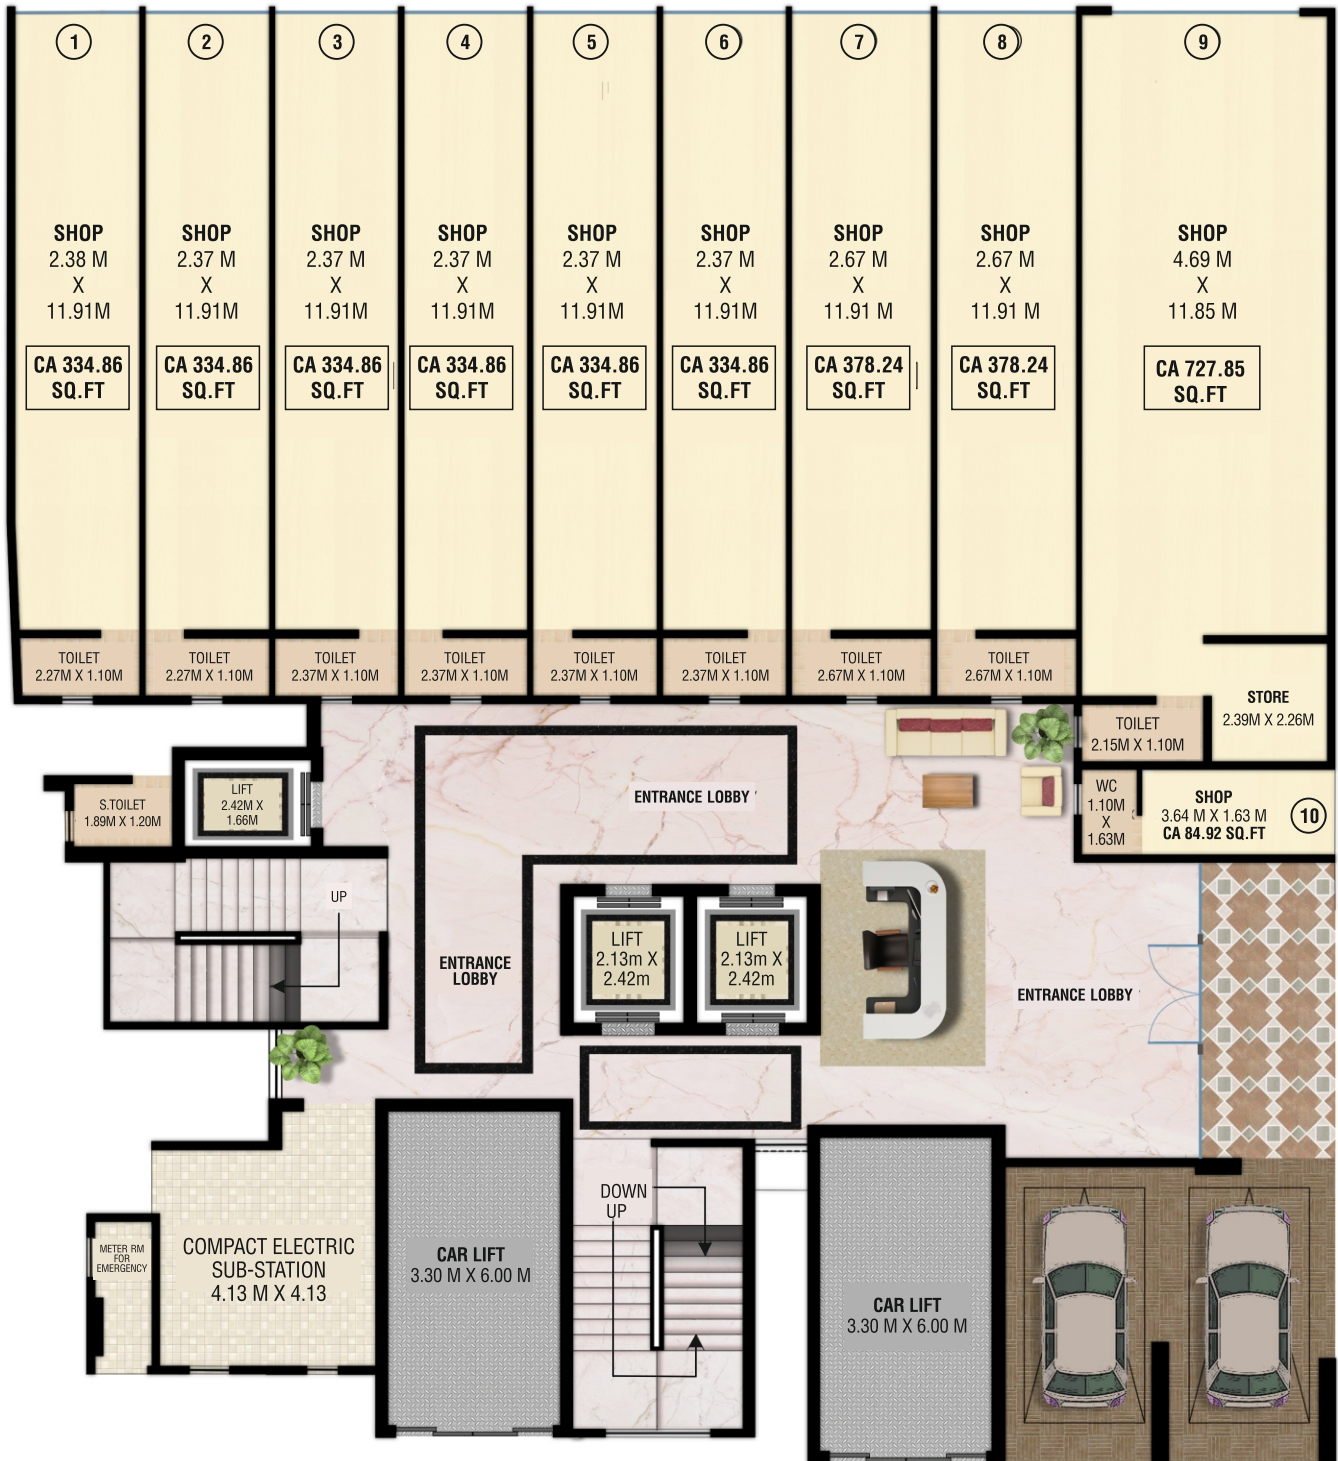 1
2
3
4
5
6
7
8
9
SHOP
2.38 M
X
11.91M
CA 334.86
SQ.FT
SHOP
2.37 M
X
11.91M
CA 334.86
SQ.FT
SHOP
2.37 M
X
11.91M
CA 334.86
SQ.FT
SHOP
2.37 M
X
11.91M
CA 334.86
SQ.FT
SHOP
2.37 M
X
11.91M
CA 334.86
SQ.FT
SHOP
2.37 M
X
11.91M
CA 334.86
SQ.FT
SHOP
2.67 M
X
11.91 M
CA 378.24
SQ.FT
SHOP
2.67 M
X
11.91 M
CA 378.24
SQ.FT
SHOP
4.69 M
X
11.85 M
CA 727.85
SQ.FT
TOILET
2.27M X 1.10M
TOILET
2.27M X 1.10M
TOILET
2.37M X 1.10M
TOILET
2.37M X 1.10M
TOILET
2.37M X 1.10M
TOILET
2.37M X 1.10M
TOILET
2.67M X 1.10M
TOILET
2.67M X 1.10M
STORE
2.39M X 2.26M
TOILET
2.15M X 1.10M
S.TOILET
1.89M X 1.20M
LIFT
2.42M X
1.66M
ENTRANCE LOBBY
WC
1.10M
X
1.63M
SHOP
3.64 M X 1.63 M
CA 84.92 SQ.FT
10
UP
ENTRANCE
LOBBY
LIFT
2.13m X
2.42m
LIFT
2.13m X
2.42m
ENTRANCE LOBBY
DOWN
UP
METER RM
FOR
EMERGENCY
COMPACT ELECTRIC
SUB-STATION
4.13 M X 4.13
CAR LIFT
3.30 M X 6.00 M
CAR LIFT
3.30 M X 6.00 M